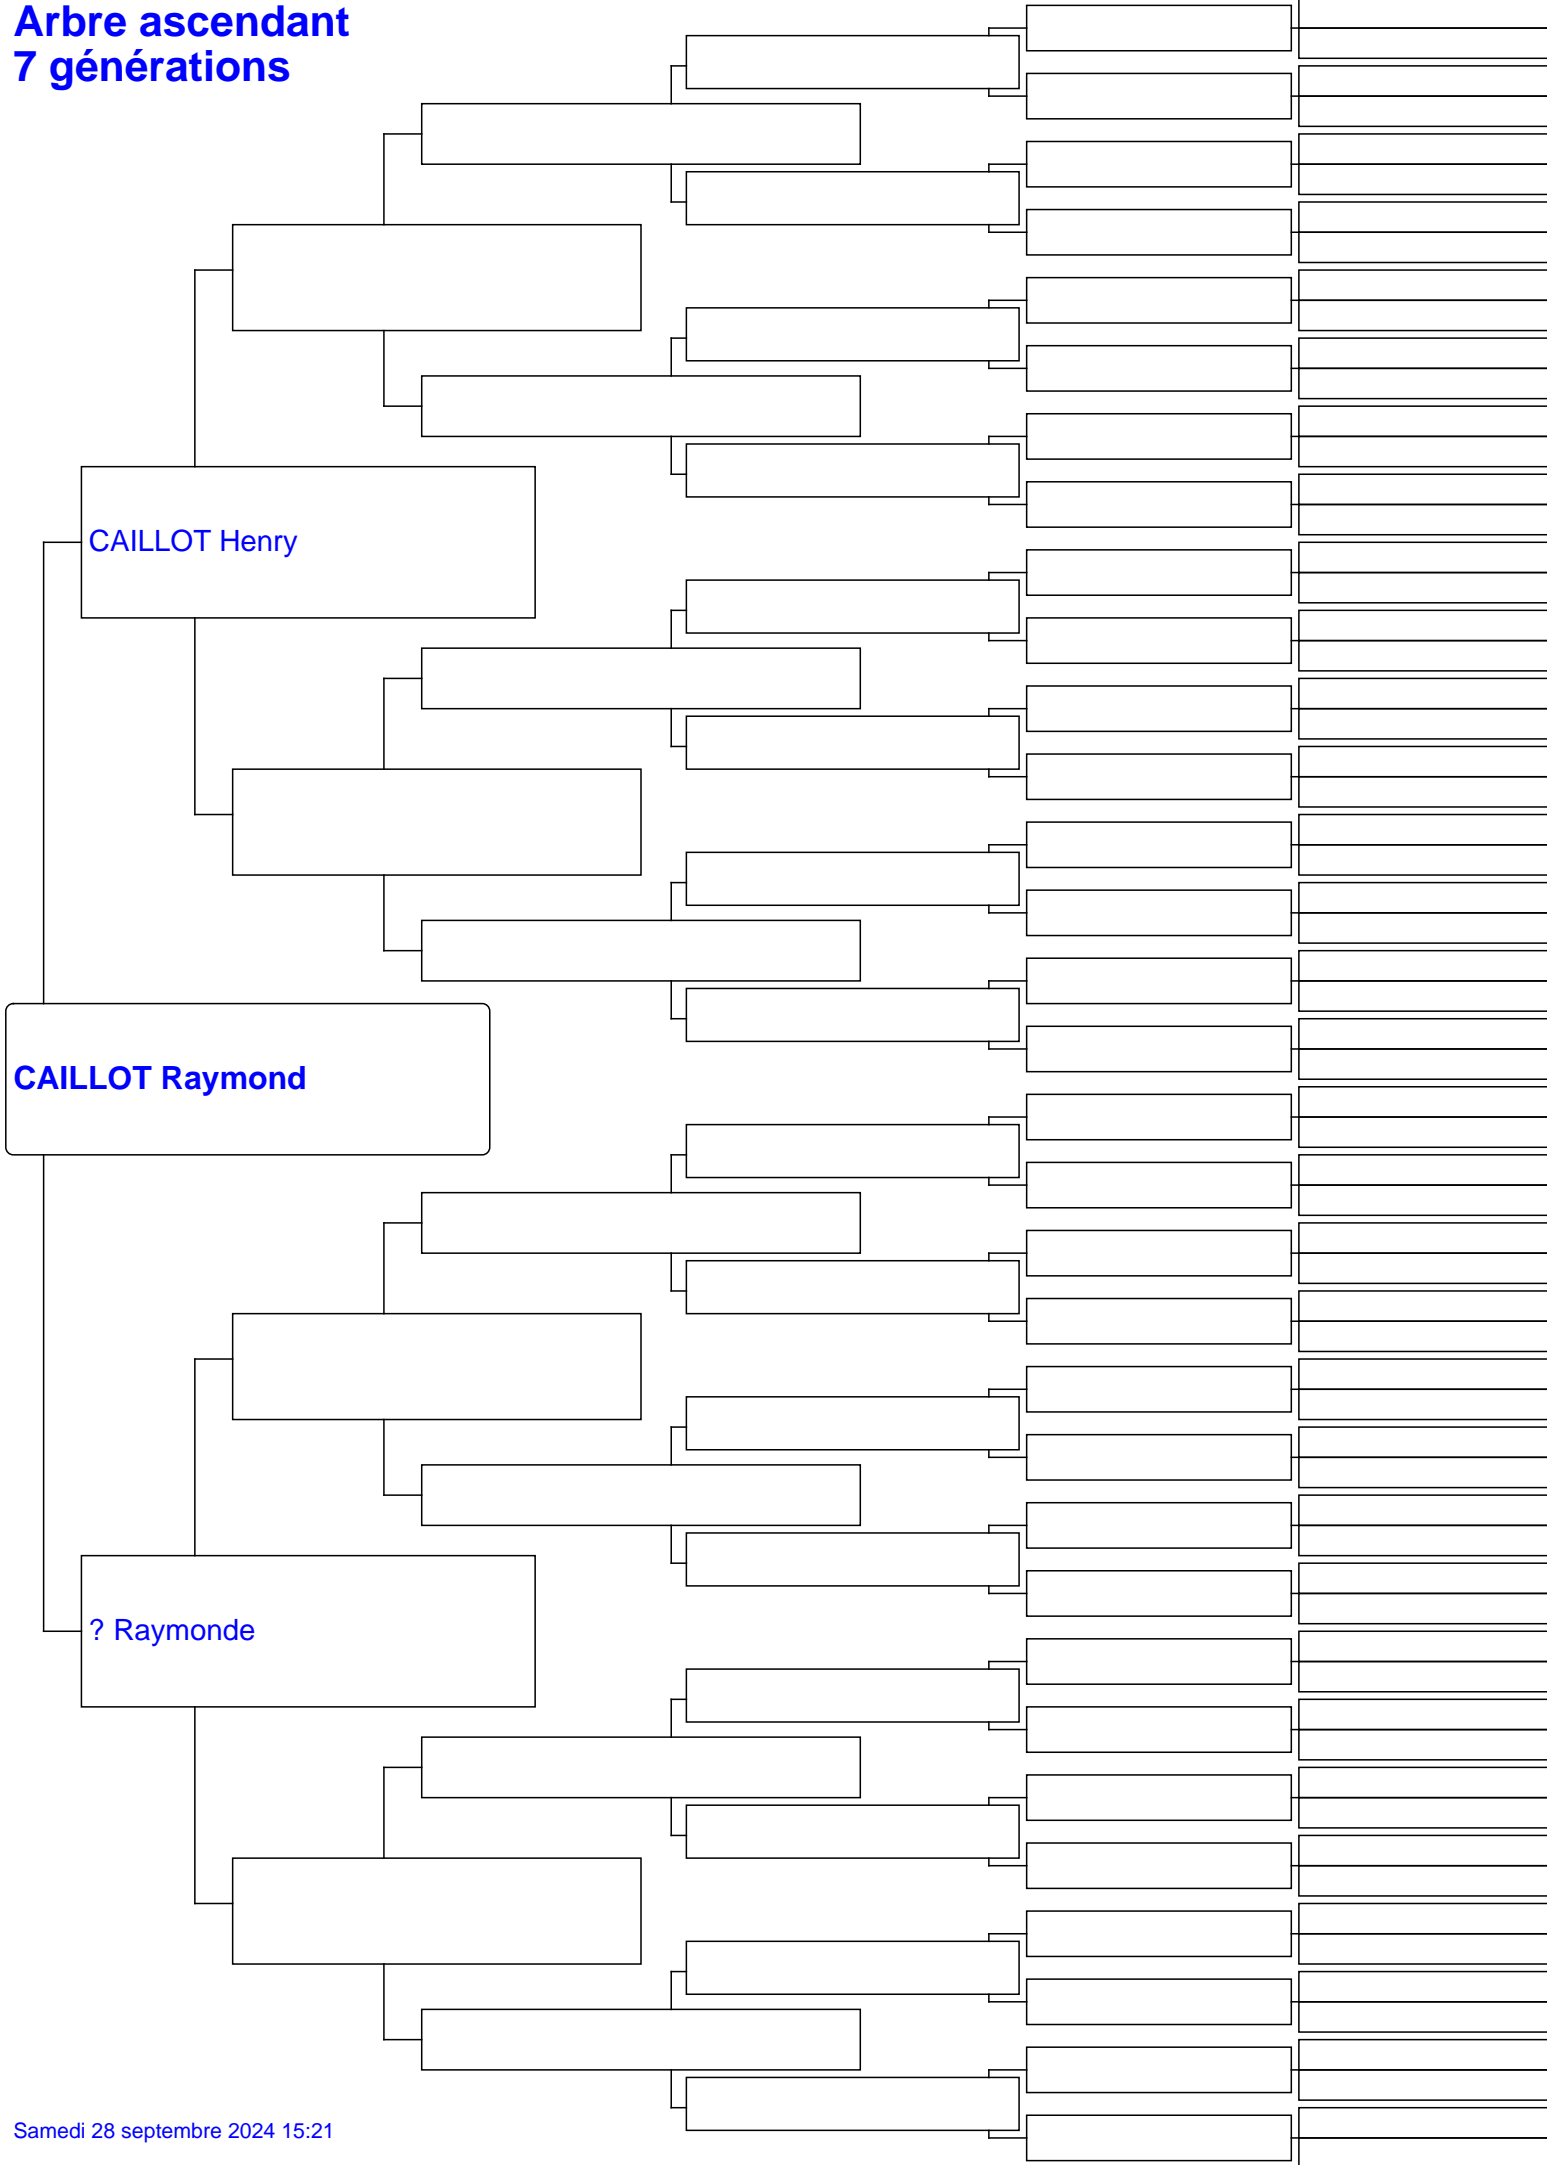 Arbre ascendant
7 générations
CAILLOT Henry
CAILLOT Raymond
? Raymonde
Samedi 28 septembre 2024 15:21